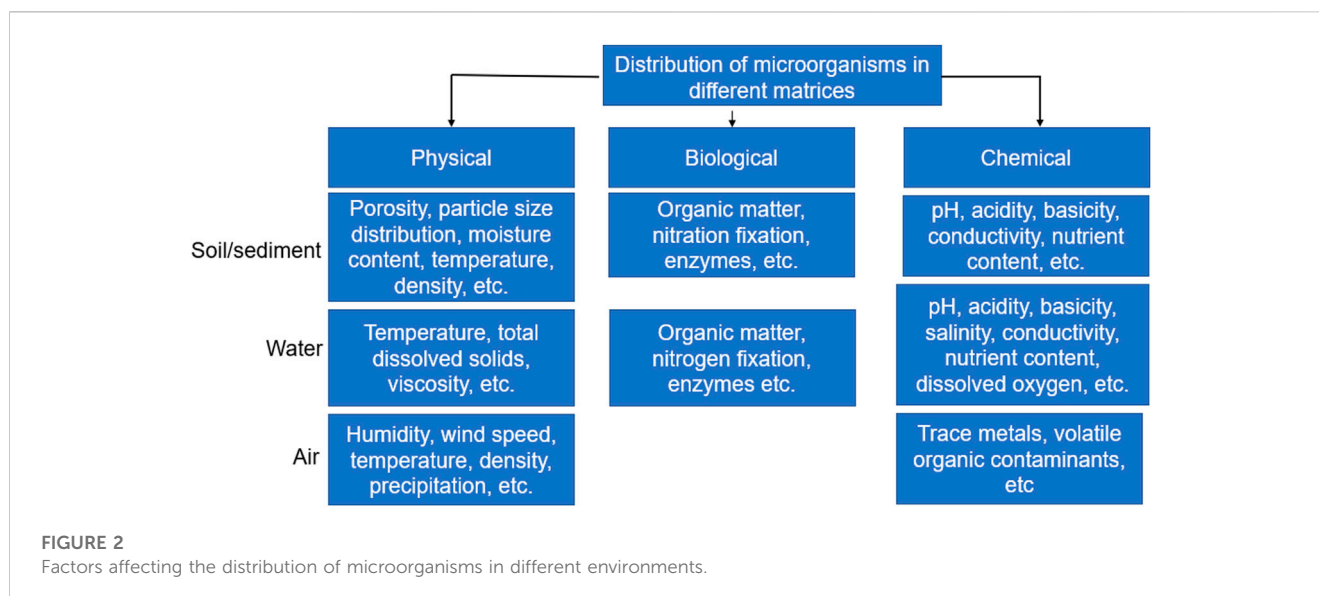 Distribution of microorganisms in
different matrices
Physical
Biological
Chemical
Soil/sediment
Porosity, particle size
distribution, moisture
content, temperature,
density, etc.
Organic matter,
nitration fixation,
enzymes, etc.
pH, acidity, basicity,
conductivity, nutrient
content, etc.
Water
Temperature, total
dissolved solids,
viscosity, etc.
Organic matter,
nitrogen fixation,
enzymes etc.
pH, acidity, basicity,
salinity, conductivity,
nutrient content,
dissolved oxygen, etc.
Air
Humidity, wind speed,
temperature, density,
precipitation, etc.
Trace metals, volatile
organic contaminants,
etc
FIGURE 2
Factors affecting the distribution of microorganisms in different environments.